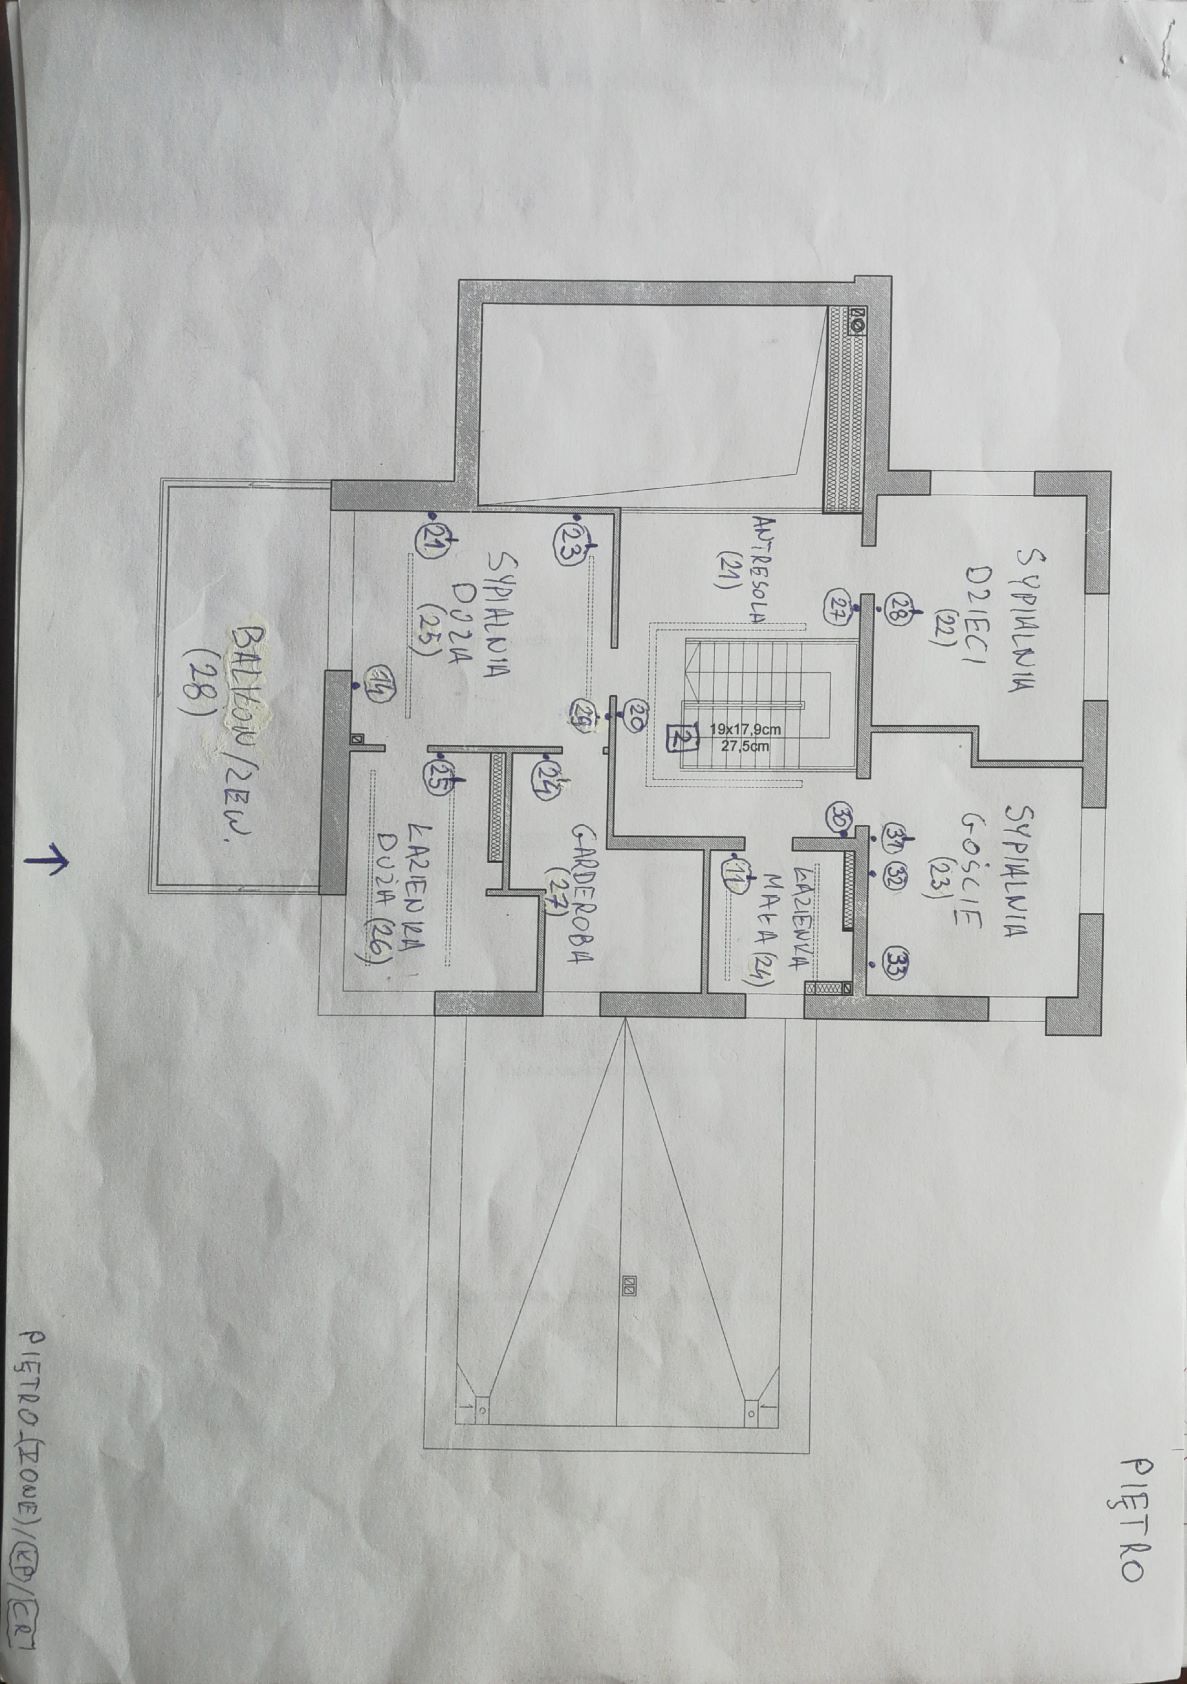 PIĘTRO
SYPIALNIA
DZIECI
(22)
28
27
SYPIALNIA
GOŚCIE
(23)
31 32 33
30
ŁAZIENKA
MAŁA (24)
11
ANTRESOLA
(21)
19x17,9cm
27,5cm
2
20
29
23
24
GARDEROBA
(27)
SYPIALNIA
DUŻA
(25)
21
14
25
ŁAZIENKA
DUŻA (26)
BALKON/ZEW.
(28)
PIĘTRO_(ZONE)/KP/CR